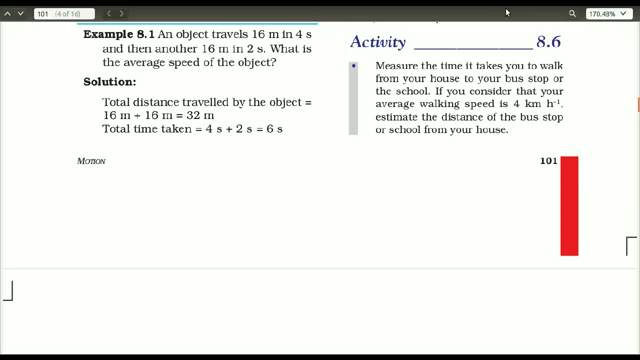 101
(4 of 16)
170.48%
Example 8.1 An object travels 16 m in 4 s
and then another 16 m in 2 s. What is
the average speed of the object?
Solution:
Total distance travelled by the object =
16 m + 16 m = 32 m
Total time taken = 4 s + 2 s = 6 s
Activity ______________ 8.6
• Measure the time it takes you to walk
from your house to your bus stop or
the school. If you consider that your
average walking speed is 4 km h⁻¹,
estimate the distance of the bus stop
or school from your house.
MOTION
101